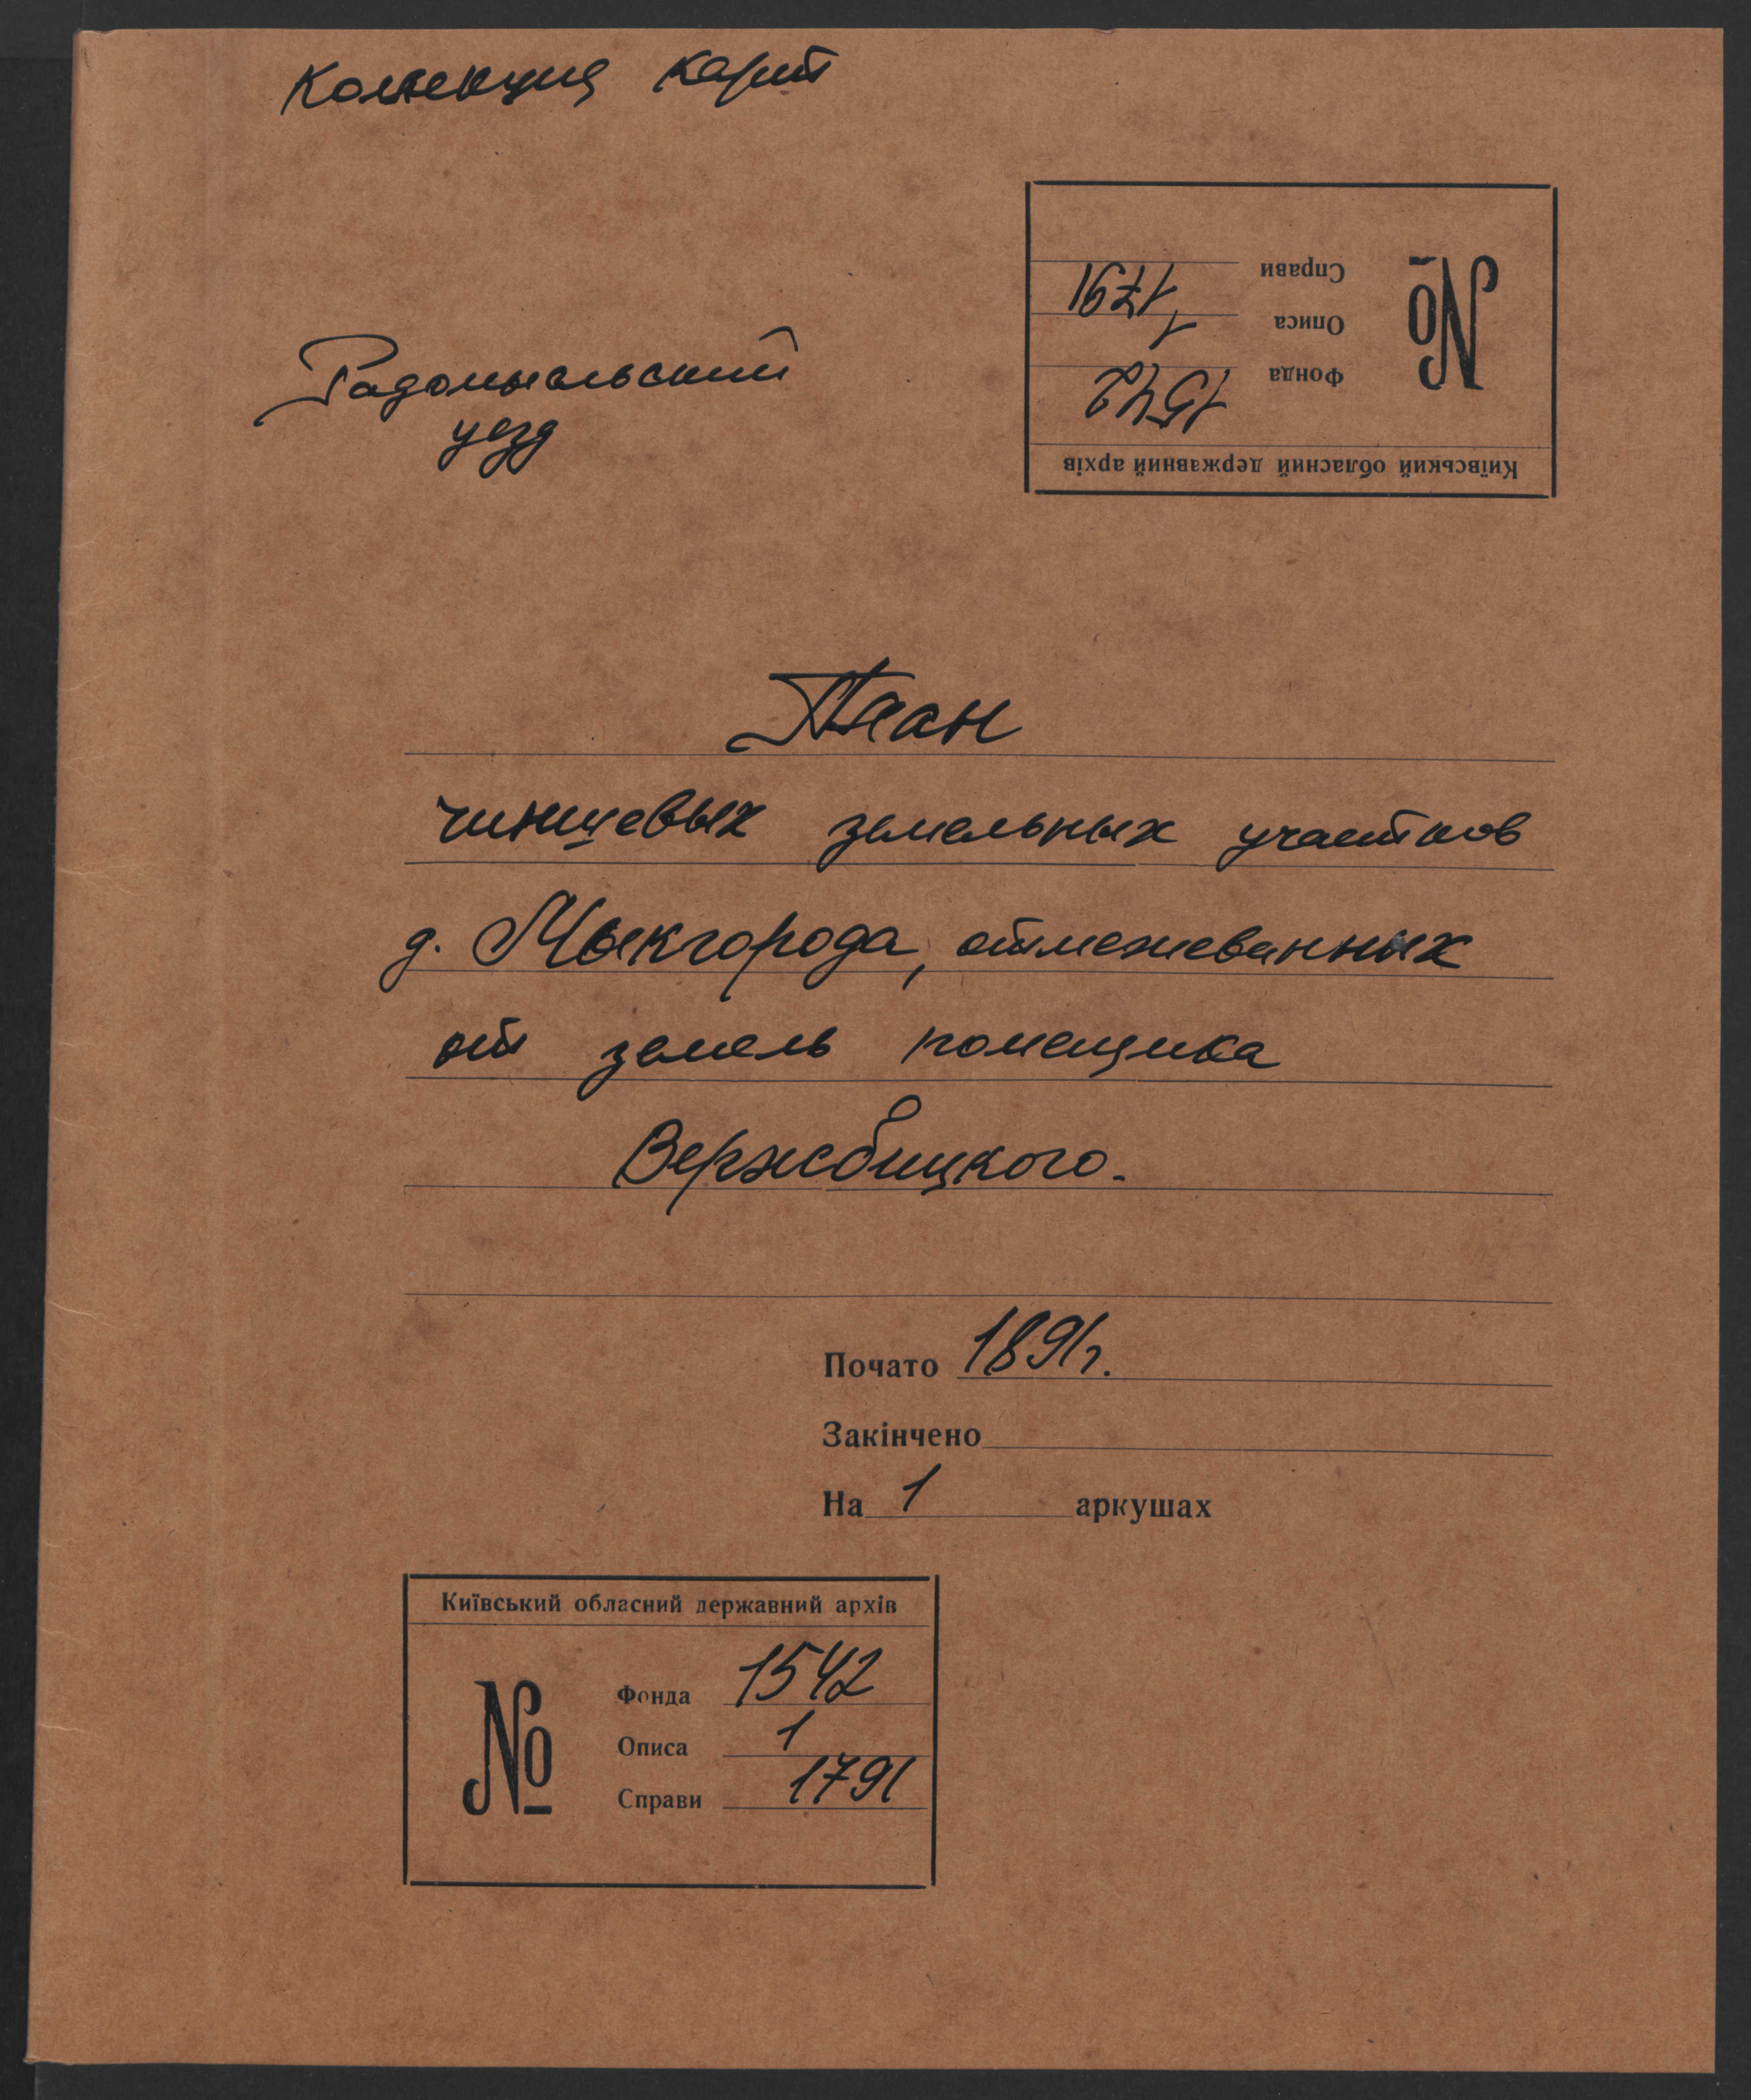 Коллекция карт
Справи 1791
Описа 1
Фонда 1542
№
Київський обласний державний архів
Радомысльский
уезд
План
чиншевых земельных участков
д. Мыкгорода, отмежеванных
от земель помещика
Вержбицкого.
Почато 1891г.
Закінчено
На 1 аркушах
Київський обласний державний архів
№
Фонда 1542
Описа 1
Справи 1791